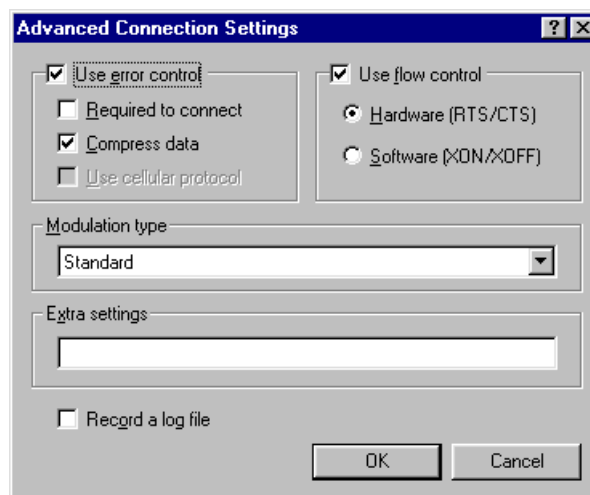 Advanced Connection Settings
Use error control
Required to connect
Compress data
Use cellular protocol
Use flow control
Hardware (RTS/CTS)
Software (XON/XOFF)
Modulation type
Standard
Extra settings
Record a log file
OK
Cancel